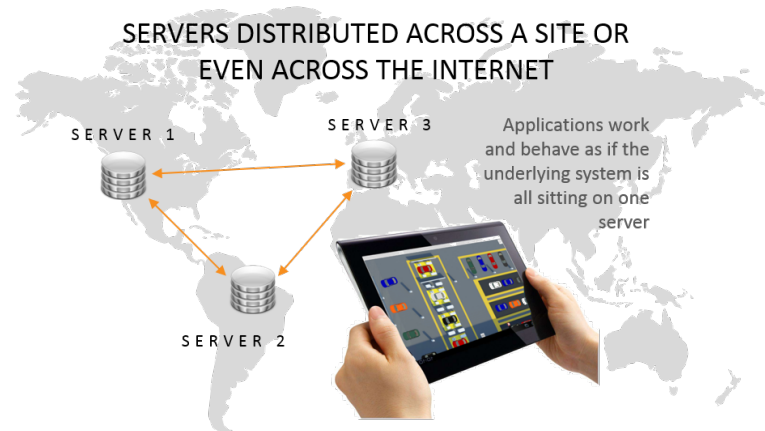 SERVERS DISTRIBUTED ACROSS A SITE OR
EVEN ACROSS THE INTERNET
SERVER 1
SERVER 3
Applications work
and behave as if the
underlying system is
all sitting on one
server
SERVER 2